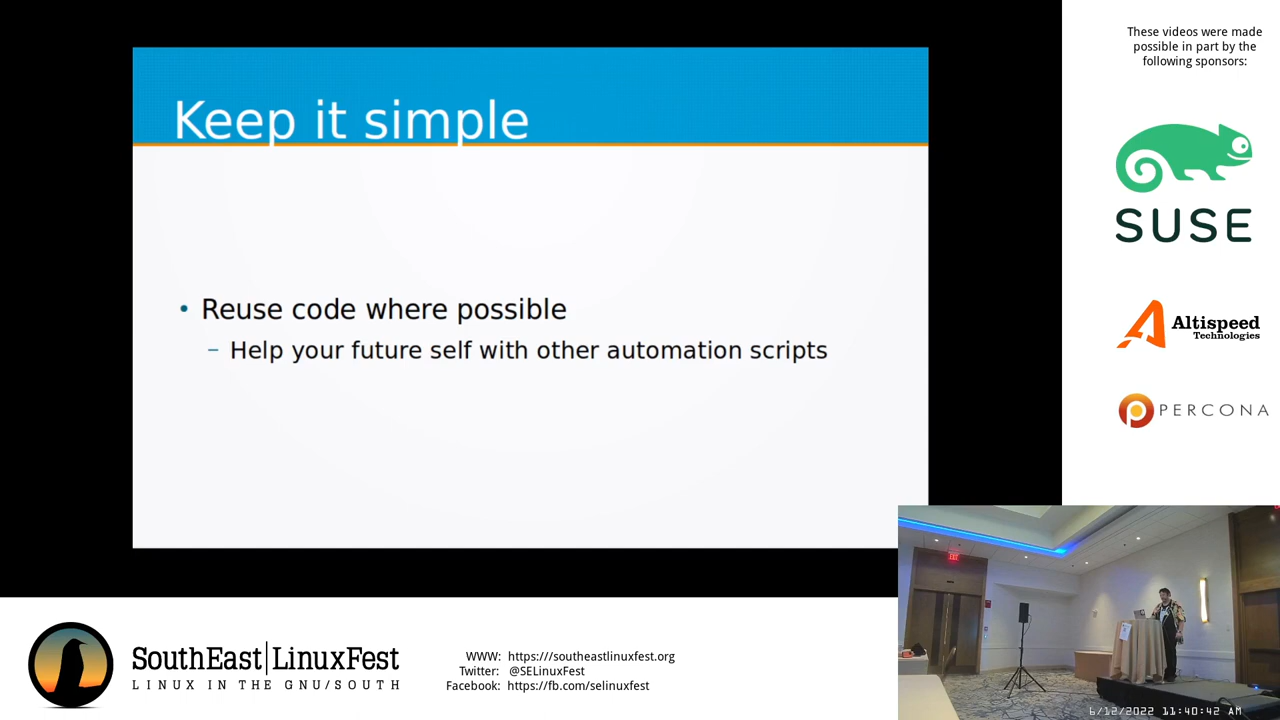 Keep it simple
• Reuse code where possible
– Help your future self with other automation scripts
These videos were made
possible in part by the
following sponsors:
SUSE
Altispeed
Technologies
PERCONA
SouthEast|LinuxFest
LINUX IN THE GNU/SOUTH
WWW: https:///southeastlinuxfest.org
Twitter: @SELinuxFest
Facebook: https://fb.com/selinuxfest
6/12/2022 11:40:42 AM